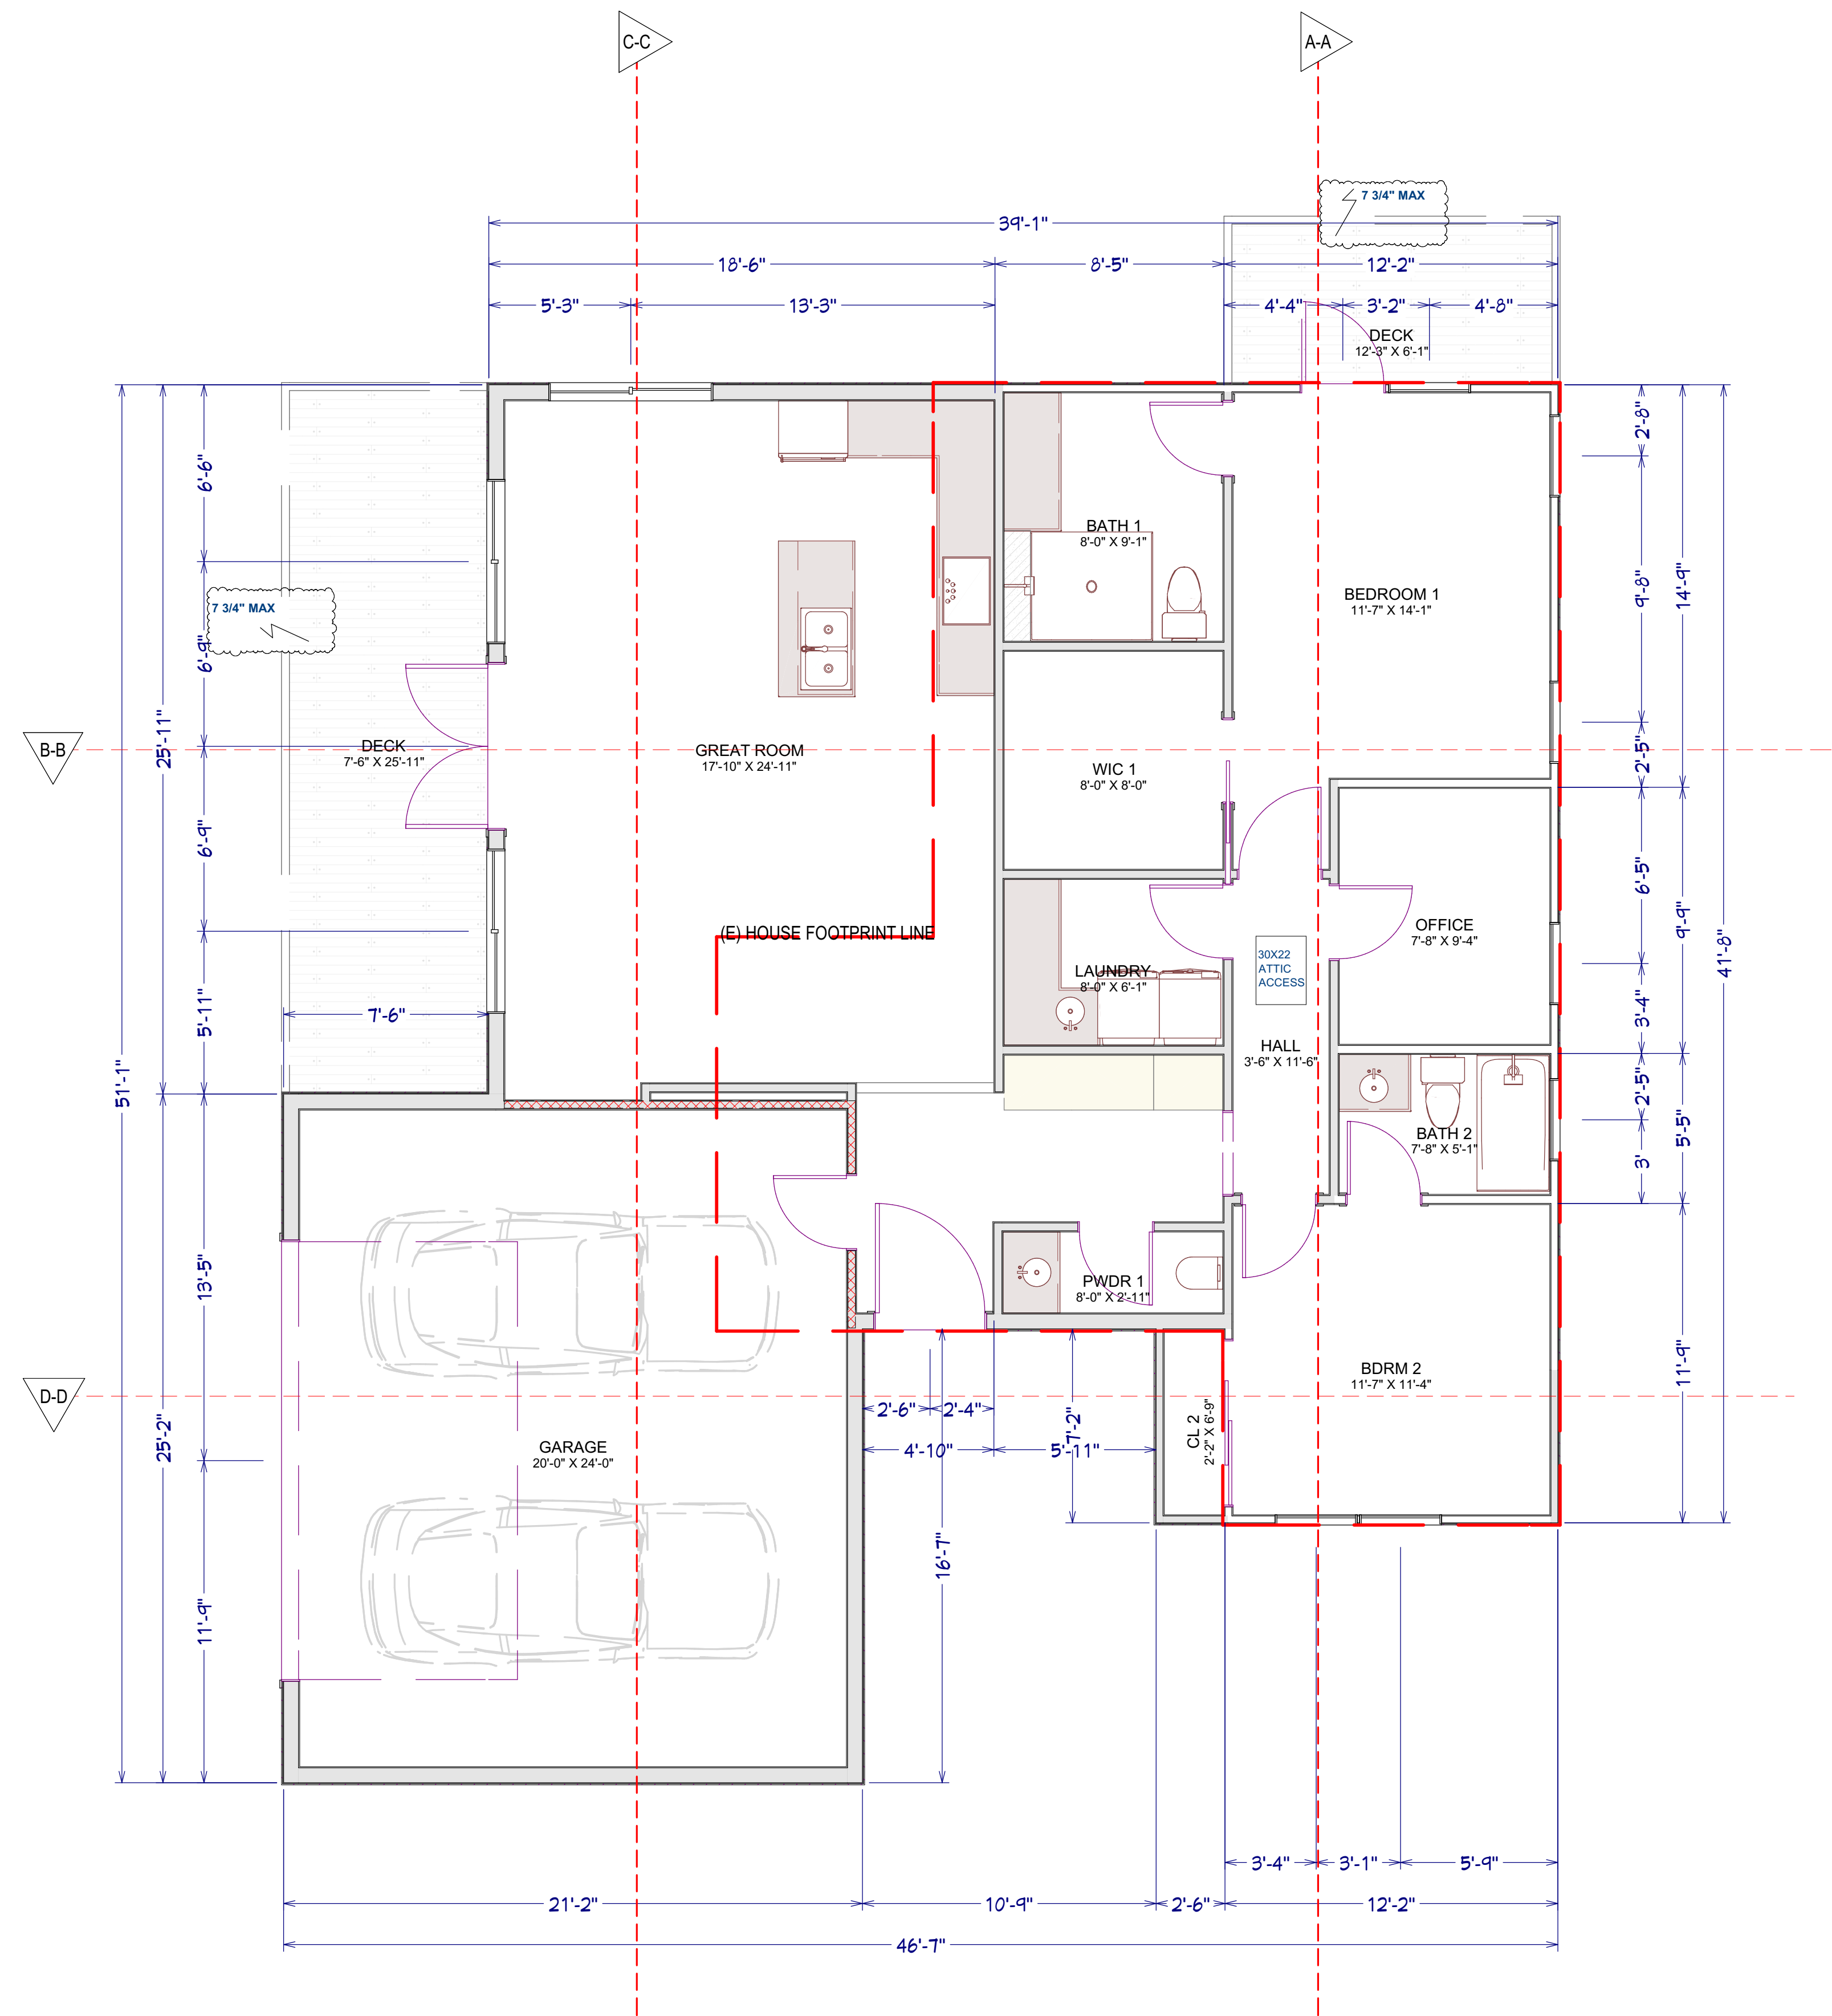 C-C
A-A
7 3/4" MAX
39'-1"
18'-6"
8'-5"
12'-2"
5'-3"
13'-3"
4'-4"
3'-2"
4'-8"
DECK
12'-3" X 6'-1"
2'-8"
6'-6"
BATH 1
8'-0" X 9'-1"
14'-9"
9'-8"
BEDROOM 1
11'-7" X 14'-1"
7 3/4" MAX
6'-9"
25'-11"
B-B
DECK
7'-6" X 25'-11"
GREAT ROOM
17'-10" X 24'-11"
WIC 1
8'-0" X 8'-0"
2'-5"
6'-9"
6'-5"
9'-9"
(E) HOUSE FOOTPRINT LINE
OFFICE
7'-8" X 9'-4"
41'-8"
30X22
ATTIC
ACCESS
LAUNDRY
8'-0" X 6'-1"
5'-11"
7'-6"
3'-4"
HALL
3'-6" X 11'-6"
51'-1"
2'-5"
5'-5"
BATH 2
7'-8" X 5'-1"
3'
13'-5"
PWDR 1
8'-0" X 2'-11"
D-D
BDRM 2
11'-7" X 11'-4"
11'-9"
2'-6"
2'-4"
7'-2"
CL 2
2'-2" X 6'-9"
25'-2"
GARAGE
20'-0" X 24'-0"
4'-10"
5'-11"
16'-7"
11'-9"
3'-4"
3'-1"
5'-9"
21'-2"
10'-9"
2'-6"
12'-2"
46'-7"